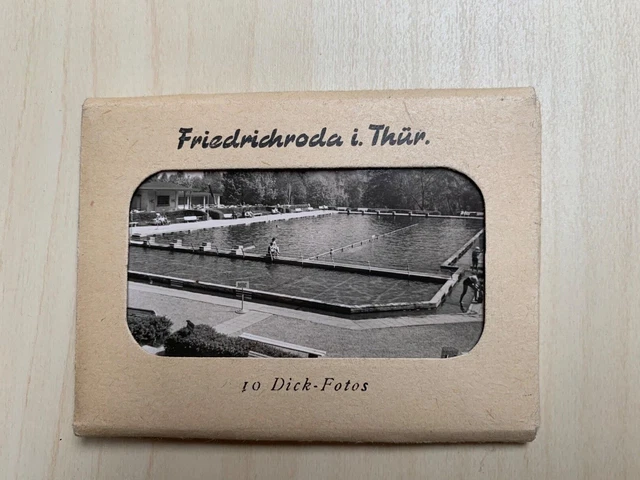 Friedrichroda i. Thür.
10 Dick-Fotos